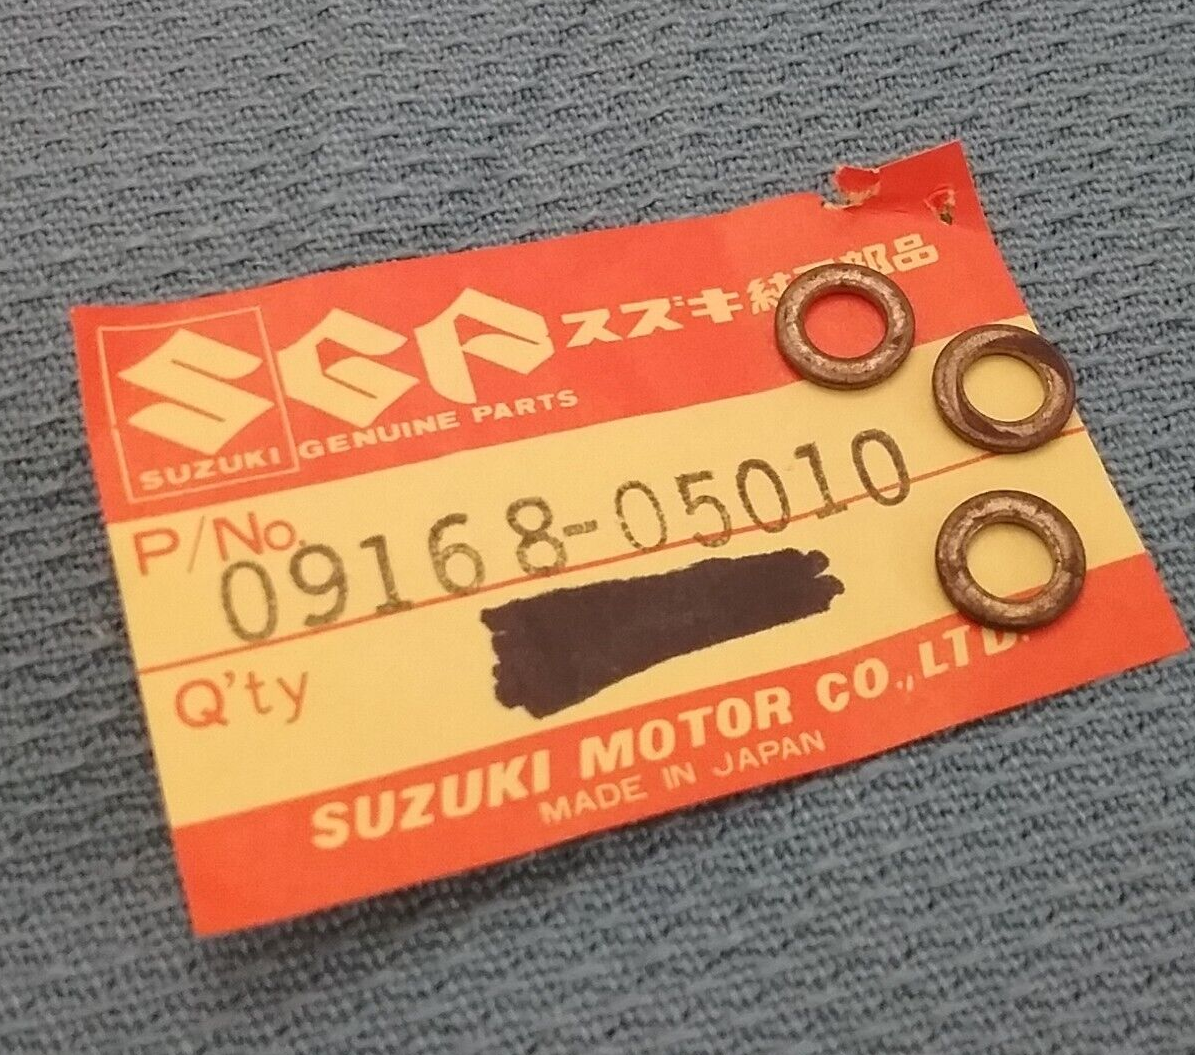 SGP スズキ純正部品
SUZUKI GENUINE PARTS
P/No. 09168-05010
Q'ty
SUZUKI MOTOR CO.,LTD.
MADE IN JAPAN